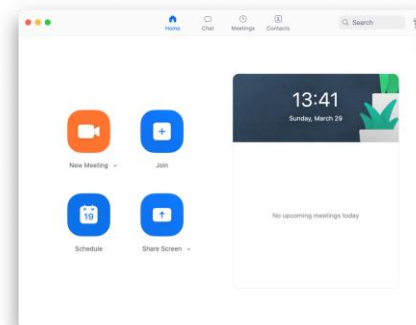 Home Chat Meetings Contacts Search
13:41
Sunday, March 29
New Meeting Join
19
No upcoming meetings today
Schedule Share Screen